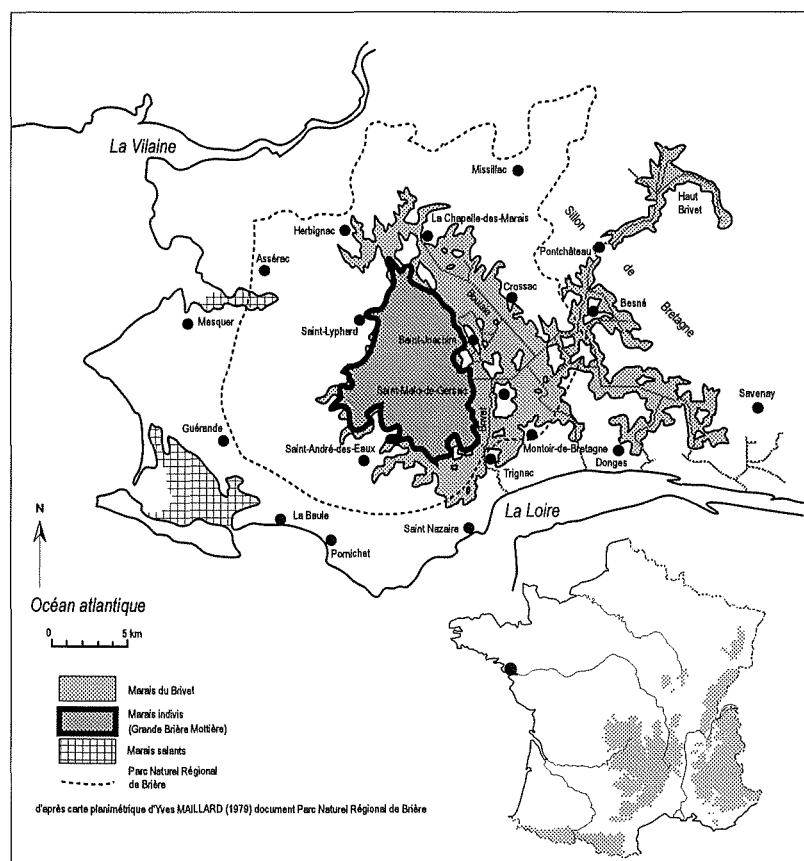 La Vilaine
Missillac
Haut
Brivet
Sillon
de
Bretagne
Herbignac
La Chapelle-des-Marais
Pontchâteau
Assérac
Crossac
Besné
Mesquer
Saint-Lyphard
Saint-Joachim
Saint-Malo-de-Gersac
Brivet
Savenay
Guérande
Saint-André-des-Eaux
Montoir-de-Bretagne
Donges
Trignac
La Baule
Saint Nazaire
La Loire
Pornichet
N
Océan atlantique
0 5 km
Marais du Brivet
Marais indivis
(Grande Brière Mottière)
Marais salants
Parc Naturel Régional
de Brière
d'après carte planimétrique d'Yves MAILLARD (1979) document Parc Naturel Régional de Brière